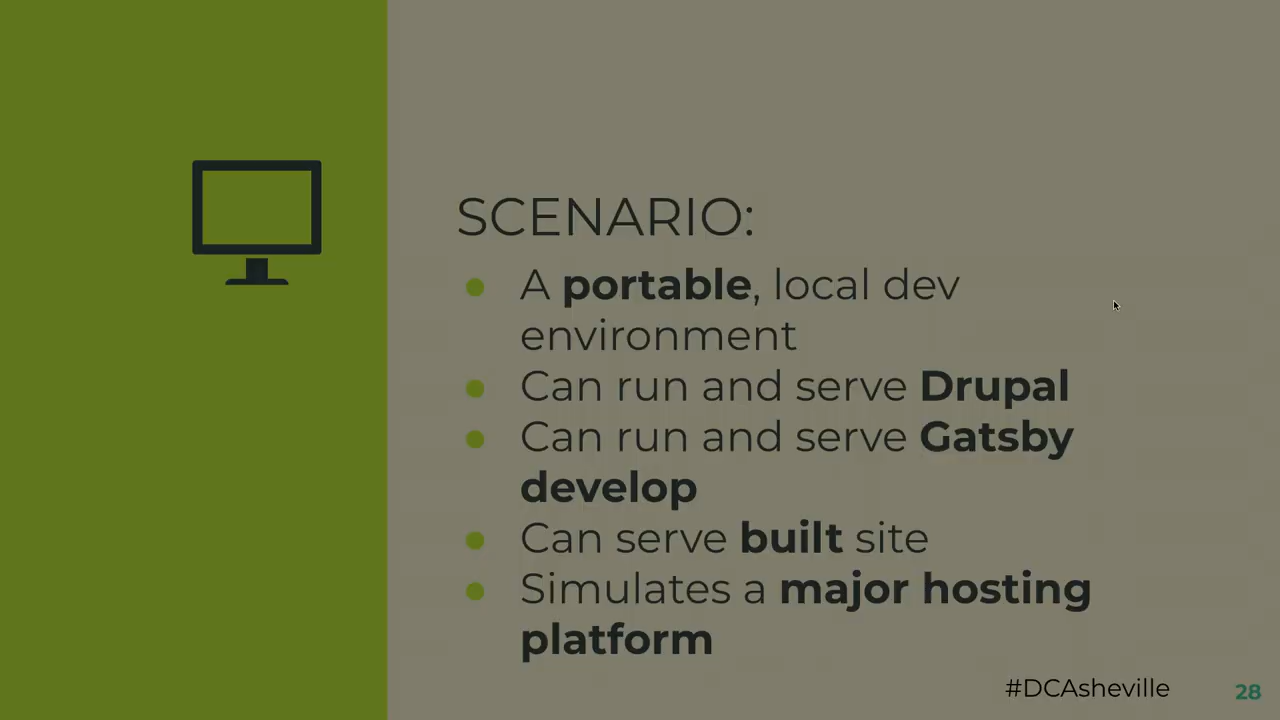 SCENARIO:
● A portable, local dev
environment
● Can run and serve Drupal
● Can run and serve Gatsby
develop
● Can serve built site
● Simulates a major hosting
platform
#DCAsheville
28